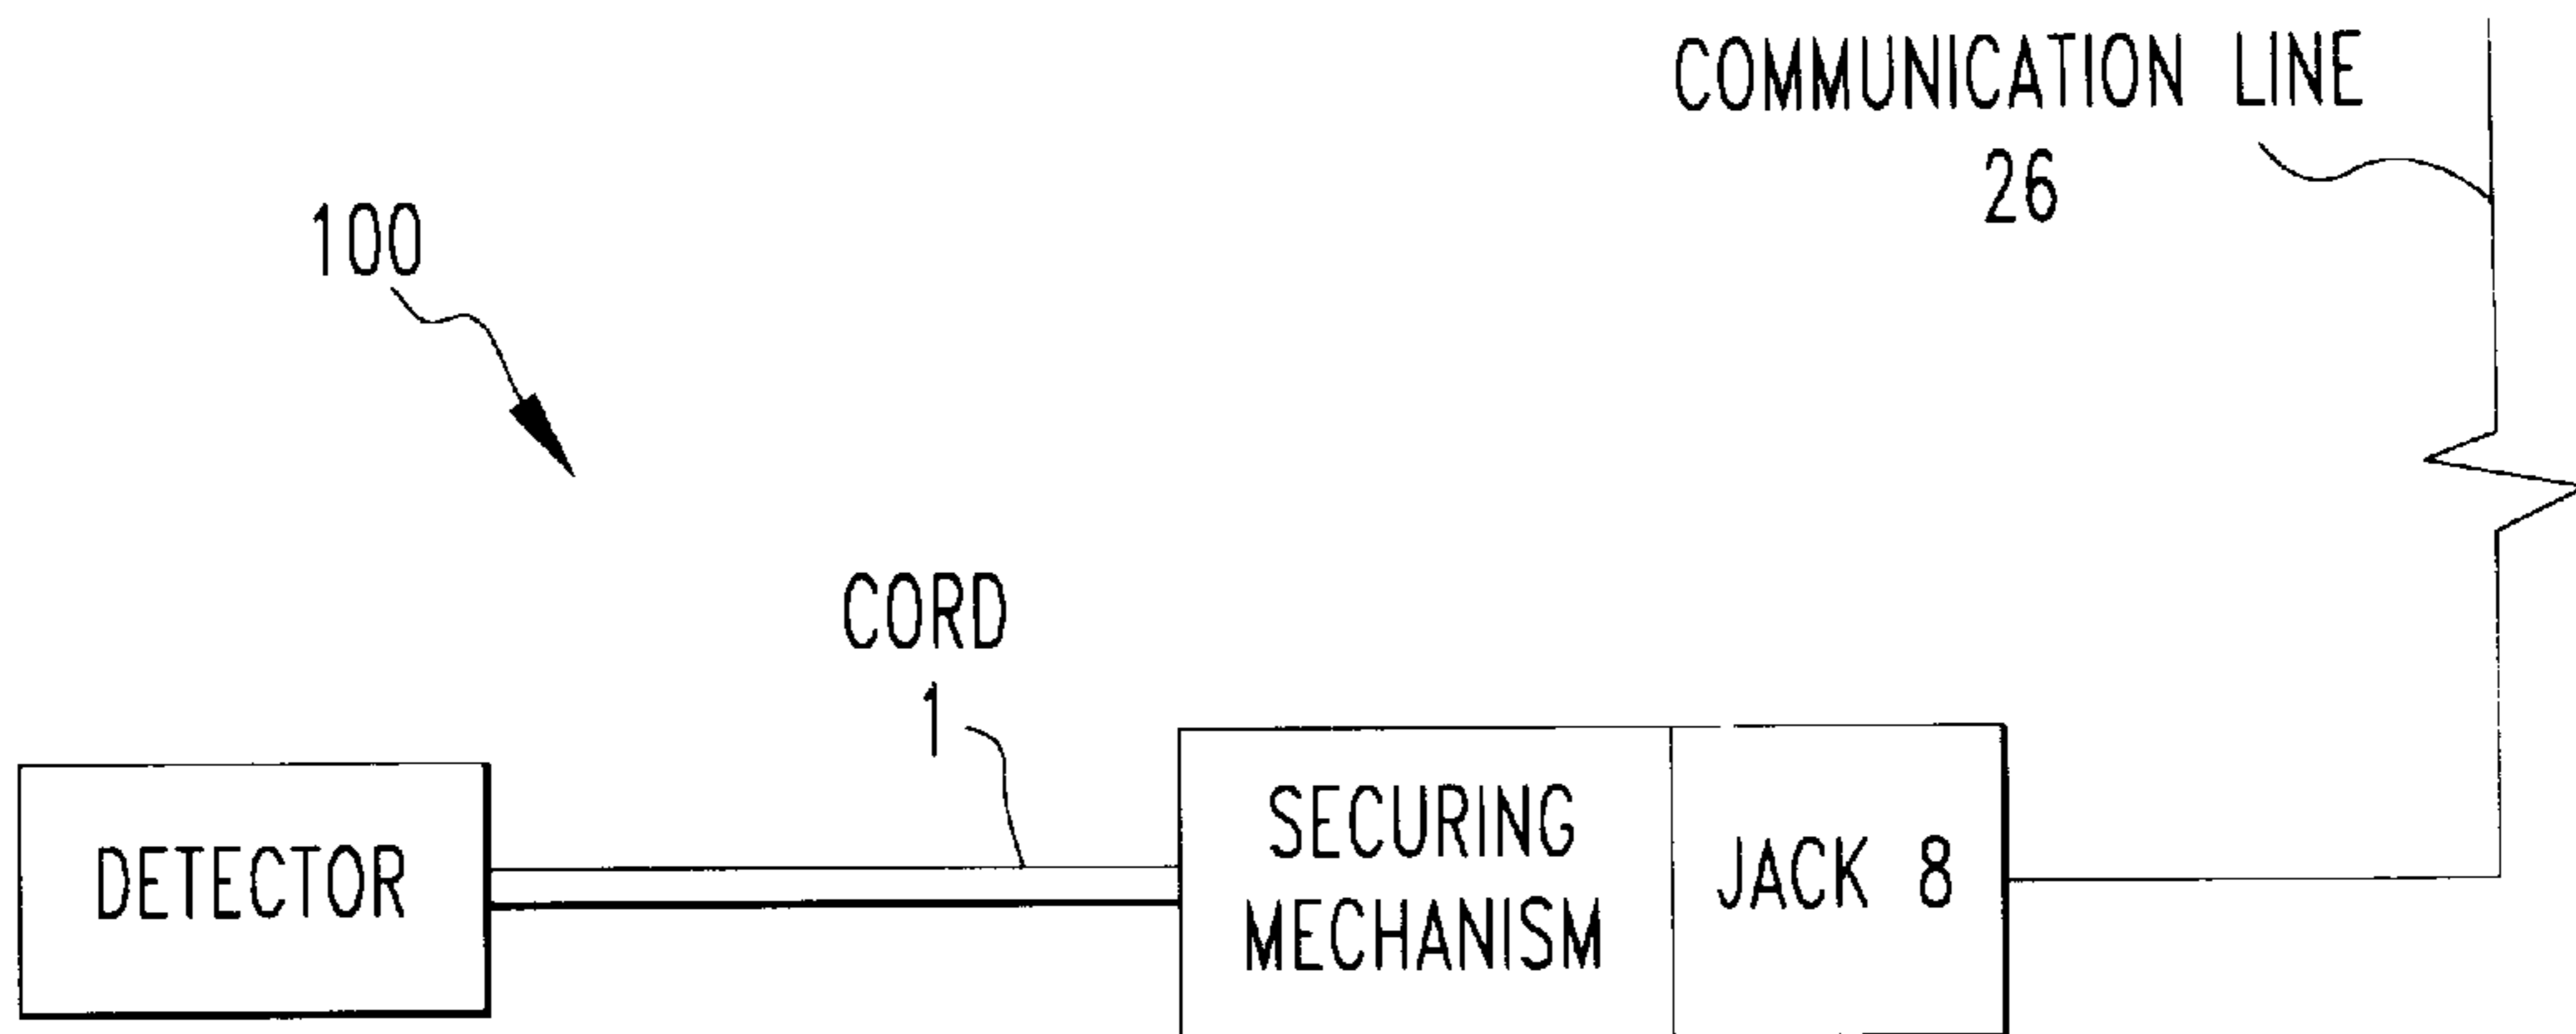 COMMUNICATION LINE
26
100
CORD
1
DETECTOR
SECURING
MECHANISM
JACK 8